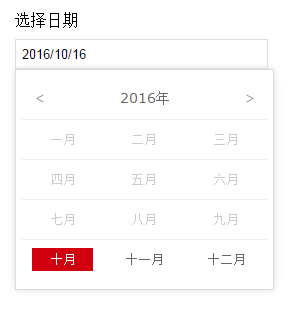 选择日期
2016/10/16
< 2016年 >
一月 二月 三月
四月 五月 六月
七月 八月 九月
十月 十一月 十二月